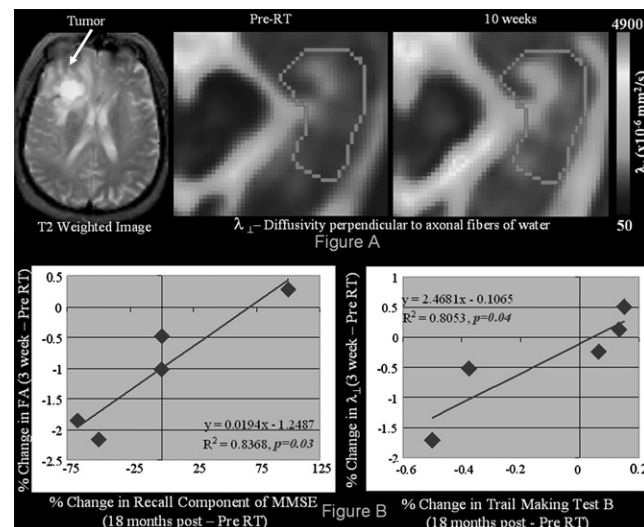 Tumor
Pre-RT
10 weeks
4900
λ⊥(x10⁶ mm²/s)
50
T2 Weighted Image
λ⊥– Diffusivity perpendicular to axonal fibers of water
Figure A
% Change in FA (3 week – Pre RT)
0.5
0
-0.5
-1
-1.5
-2
-2.5
y = 0.0194x - 1.2487
R² = 0.8368, p=0.03
-75
-25
25
75
125
% Change in Recall Component of MMSE
(18 months post – Pre RT)
Figure B
% Change in λ⊥(3 week – Pre RT)
1
0.5
0
-0.5
-1
-1.5
-2
y = 2.4681x - 0.1065
R² = 0.8053, p=0.04
-0.6
-0.4
-0.2
0
0.2
% Change in Trail Making Test B
(18 months post - Pre RT)